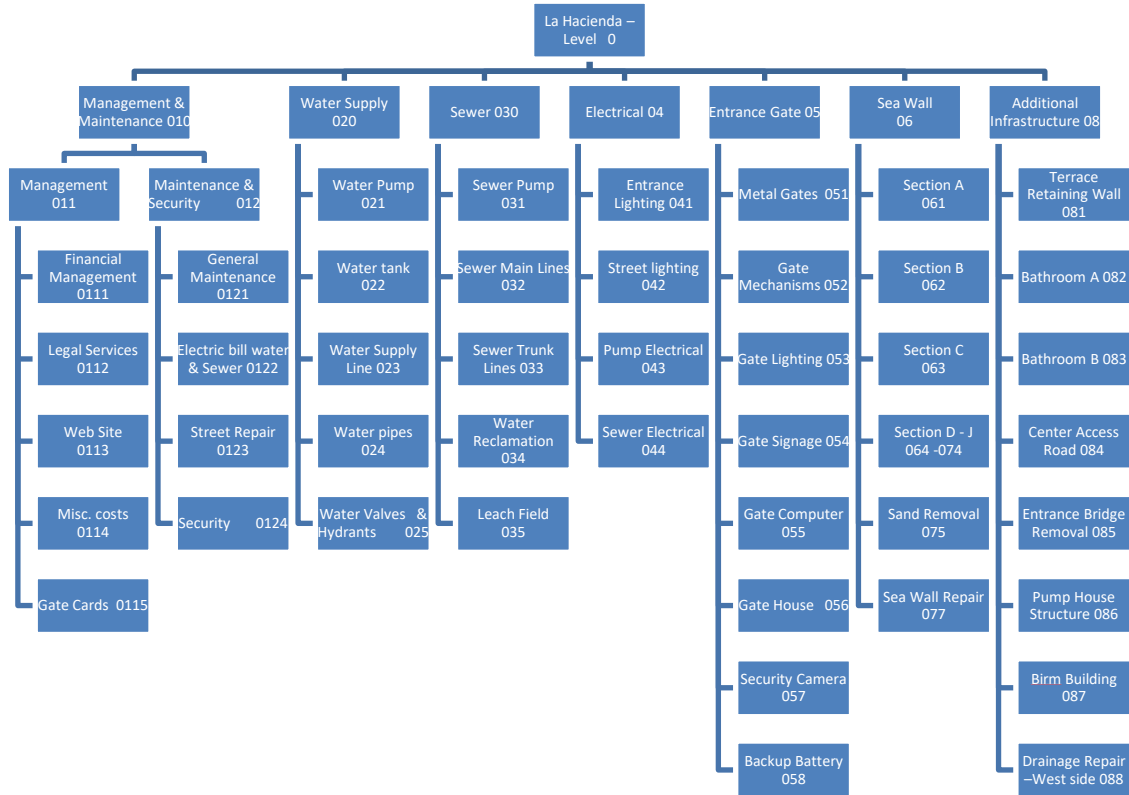 La Hacienda –
Level 0
Management &
Maintenance 010
Water Supply
020
Sewer 030
Electrical 04
Entrance Gate 05
Sea Wall
06
Additional
Infrastructure 08
Management
011
Maintenance &
Security 012
Financial
Management
0111
Legal Services
0112
Web Site
0113
Misc. costs
0114
Gate Cards 0115
General
Maintenance
0121
Electric bill water
& Sewer 0122
Street Repair
0123
Security 0124
Water Pump
021
Water tank
022
Water Supply
Line 023
Water pipes
024
Water Valves &
Hydrants 025
Sewer Pump
031
Sewer Main Lines
032
Sewer Trunk
Lines 033
Water
Reclamation
034
Leach Field
035
Entrance
Lighting 041
Street lighting
042
Pump Electrical
043
Sewer Electrical
044
Metal Gates 051
Gate
Mechanisms 052
Gate Lighting 053
Gate Signage 054
Gate Computer
055
Gate House 056
Security Camera
057
Backup Battery
058
Section A
061
Section B
062
Section C
063
Section D - J
064 -074
Sand Removal
075
Sea Wall Repair
077
Terrace
Retaining Wall
081
Bathroom A 082
Bathroom B 083
Center Access
Road 084
Entrance Bridge
Removal 085
Pump House
Structure 086
Birm Building
087
Drainage Repair
–West side 088